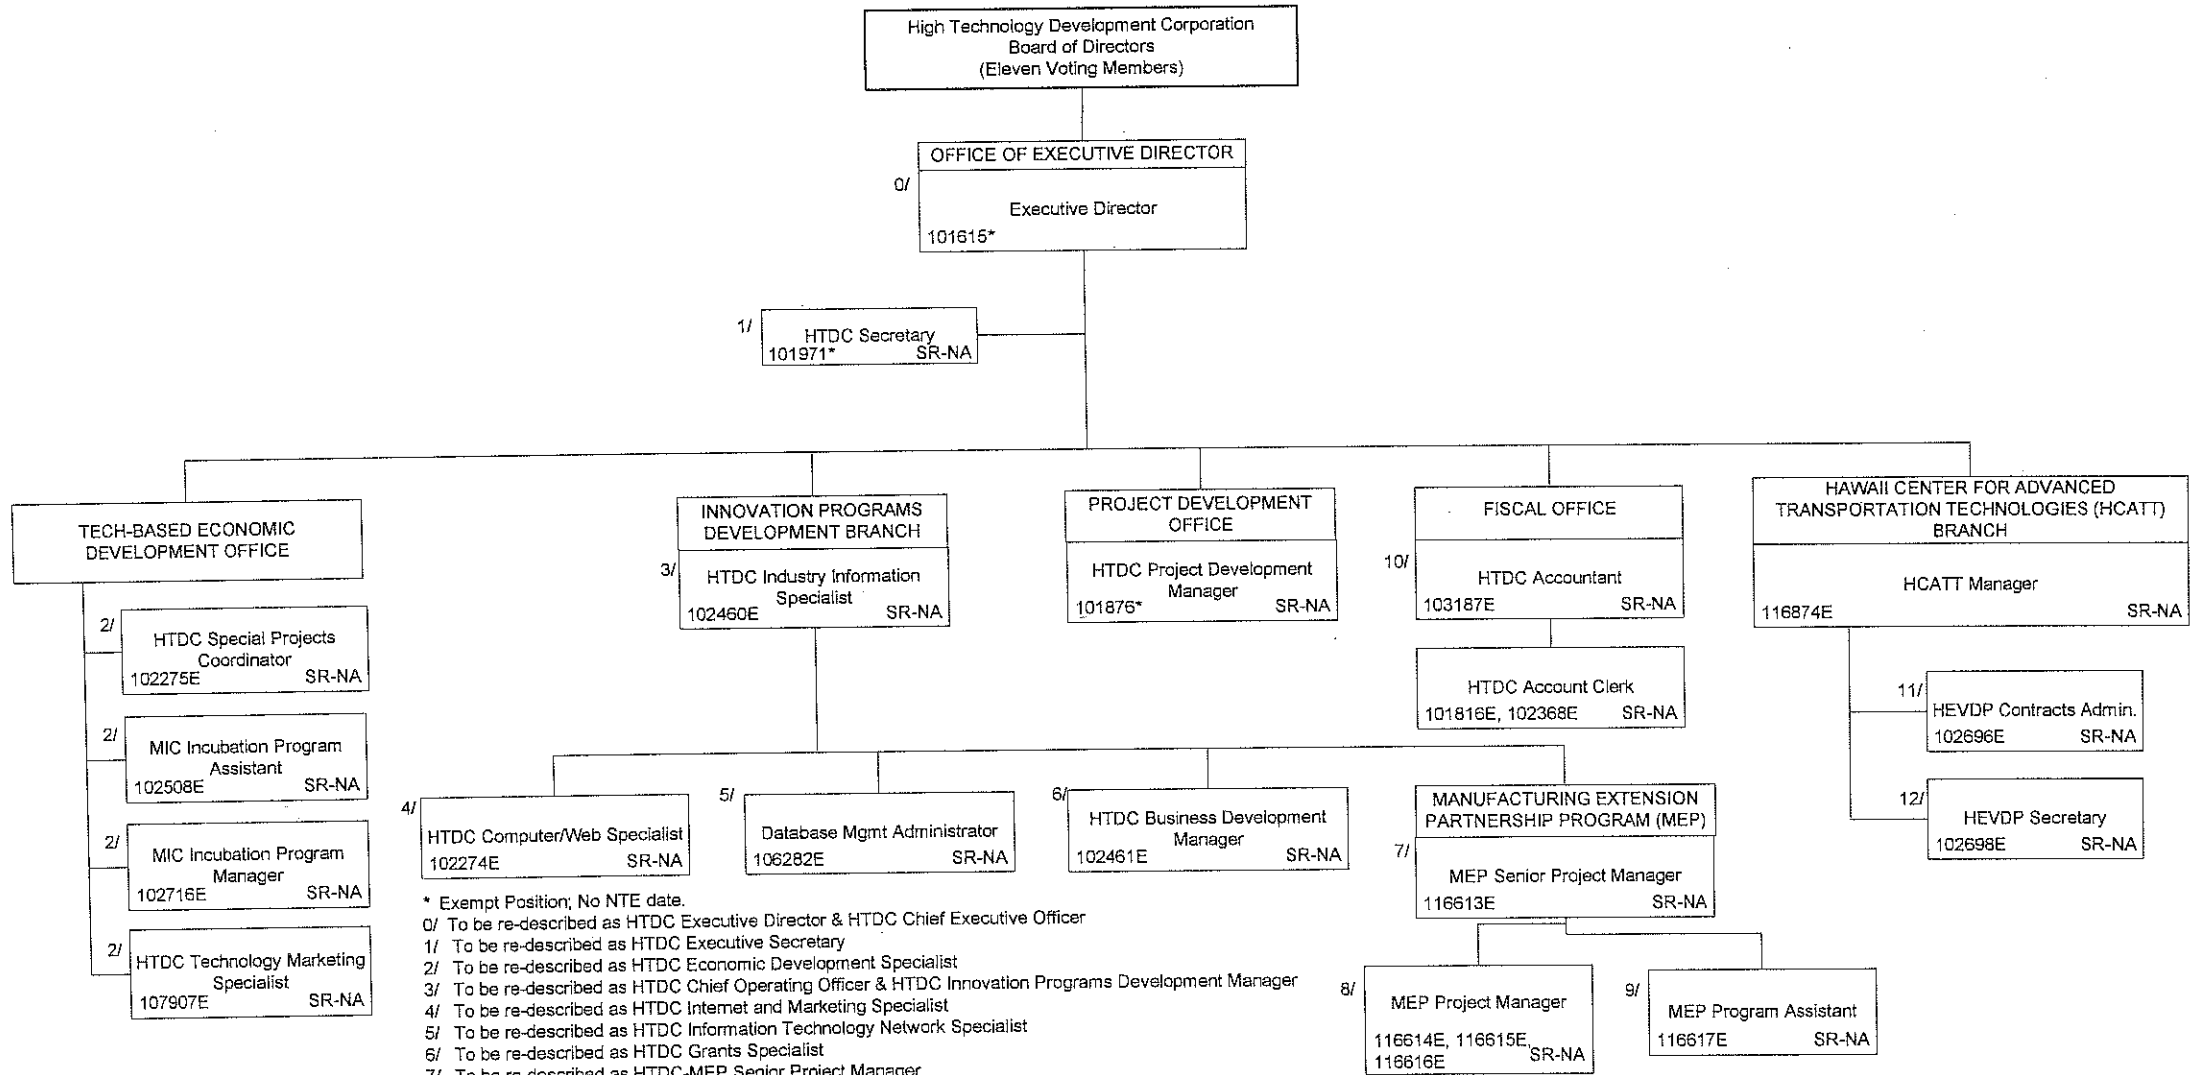 High Technology Development Corporation
Board of Directors
(Eleven Voting Members)
OFFICE OF EXECUTIVE DIRECTOR
0/
Executive Director
101615*
1/
HTDC Secretary
101971* SR-NA
TECH-BASED ECONOMIC
DEVELOPMENT OFFICE
2/
HTDC Special Projects
Coordinator
102275E SR-NA
2/
MIC Incubation Program
Assistant
102508E SR-NA
2/
MIC Incubation Program
Manager
102716E SR-NA
2/
HTDC Technology Marketing
Specialist
107907E SR-NA
INNOVATION PROGRAMS
DEVELOPMENT BRANCH
3/
HTDC Industry Information
Specialist
102460E SR-NA
4/
HTDC Computer/Web Specialist
102274E SR-NA
5/
Database Mgmt Administrator
106282E SR-NA
6/
HTDC Business Development
Manager
102461E SR-NA
MANUFACTURING EXTENSION
PARTNERSHIP PROGRAM (MEP)
7/
MEP Senior Project Manager
116613E SR-NA
8/
MEP Project Manager
116614E, 116615E,
116616E SR-NA
9/
MEP Program Assistant
116617E SR-NA
PROJECT DEVELOPMENT
OFFICE
HTDC Project Development
Manager
101876* SR-NA
FISCAL OFFICE
10/
HTDC Accountant
103187E SR-NA
HTDC Account Clerk
101816E, 102368E SR-NA
HAWAII CENTER FOR ADVANCED
TRANSPORTATION TECHNOLOGIES (HCATT)
BRANCH
HCATT Manager
116874E SR-NA
11/
HEVDP Contracts Admin.
102696E SR-NA
12/
HEVDP Secretary
102698E SR-NA
* Exempt Position; No NTE date.
0/ To be re-described as HTDC Executive Director & HTDC Chief Executive Officer
1/ To be re-described as HTDC Executive Secretary
2/ To be re-described as HTDC Economic Development Specialist
3/ To be re-described as HTDC Chief Operating Officer & HTDC Innovation Programs Development Manager
4/ To be re-described as HTDC Internet and Marketing Specialist
5/ To be re-described as HTDC Information Technology Network Specialist
6/ To be re-described as HTDC Grants Specialist
7/ To be re-described as HTDC-MEP Senior Project Manager